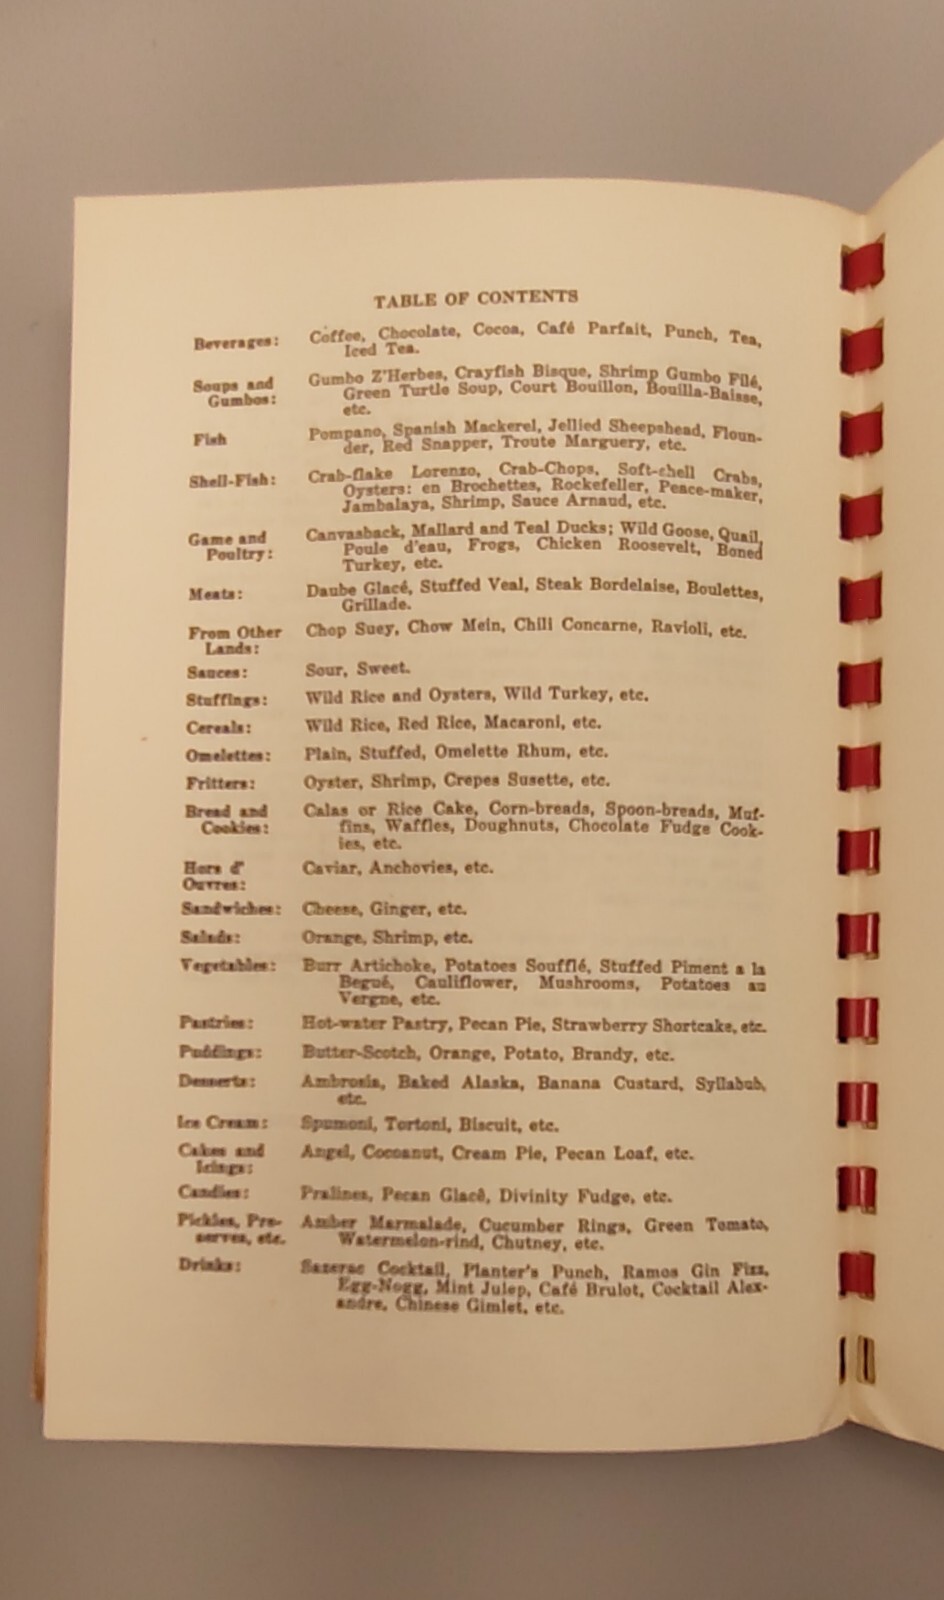 TABLE OF CONTENTS
Beverages: Coffee, Chocolate, Cocoa, Café Parfait, Punch, Tea,
Iced Tea.
Soups and Gumbo Z'Herbes, Crayfish Bisque, Shrimp Gumbo Filé,
Gumbos: Green Turtle Soup, Court Bouillon, Bouilla-Baisse,
etc.
Fish Pompano, Spanish Mackerel, Jellied Sheepshead, Floun-
der, Red Snapper, Troute Marguery, etc.
Shell-Fish: Crab-flake Lorenzo, Crab-Chops, Soft-shell Crabs,
Oysters: en Brochettes, Rockefeller, Peace-maker,
Jambalaya, Shrimp, Sauce Arnaud, etc.
Game and Canvasback, Mallard and Teal Ducks; Wild Goose, Quail,
Poultry: Poule d'eau, Frogs, Chicken Roosevelt, Boned
Turkey, etc.
Meats: Daube Glacé, Stuffed Veal, Steak Bordelaise, Boulettes,
Grillade.
From Other Chop Suey, Chow Mein, Chili Concarne, Ravioli, etc.
Lands:
Sauces: Sour, Sweet.
Stuffings: Wild Rice and Oysters, Wild Turkey, etc.
Cereals: Wild Rice, Red Rice, Macaroni, etc.
Omelettes: Plain, Stuffed, Omelette Rhum, etc.
Fritters: Oyster, Shrimp, Crepes Susette, etc.
Bread and Calas or Rice Cake, Corn-breads, Spoon-breads, Muf-
Cookies: fins, Waffles, Doughnuts, Chocolate Fudge Cook-
ies, etc.
Hors d' Caviar, Anchovies, etc.
Ouvres:
Sandwiches: Cheese, Ginger, etc.
Salads: Orange, Shrimp, etc.
Vegetables: Burr Artichoke, Potatoes Soufflé, Stuffed Piment a la
Begué, Cauliflower, Mushrooms, Potatoes au
Vergne, etc.
Pastries: Hot-water Pastry, Pecan Pie, Strawberry Shortcake, etc.
Puddings: Butter-Scotch, Orange, Potato, Brandy, etc.
Desserts: Ambrosia, Baked Alaska, Banana Custard, Syllabub,
etc.
Ice Cream: Spumoni, Tortoni, Biscuit, etc.
Cakes and Angel, Cocoanut, Cream Pie, Pecan Loaf, etc.
Icings:
Candies: Pralines, Pecan Glacé, Divinity Fudge, etc.
Pickles, Pre- Amber Marmalade, Cucumber Rings, Green Tomato,
serves, etc. Watermelon-rind, Chutney, etc.
Drinks: Sazerac Cocktail, Planter's Punch, Ramos Gin Fizz,
Egg-Nogg, Mint Julep, Café Brulot, Cocktail Alex-
andre, Chinese Gimlet, etc.